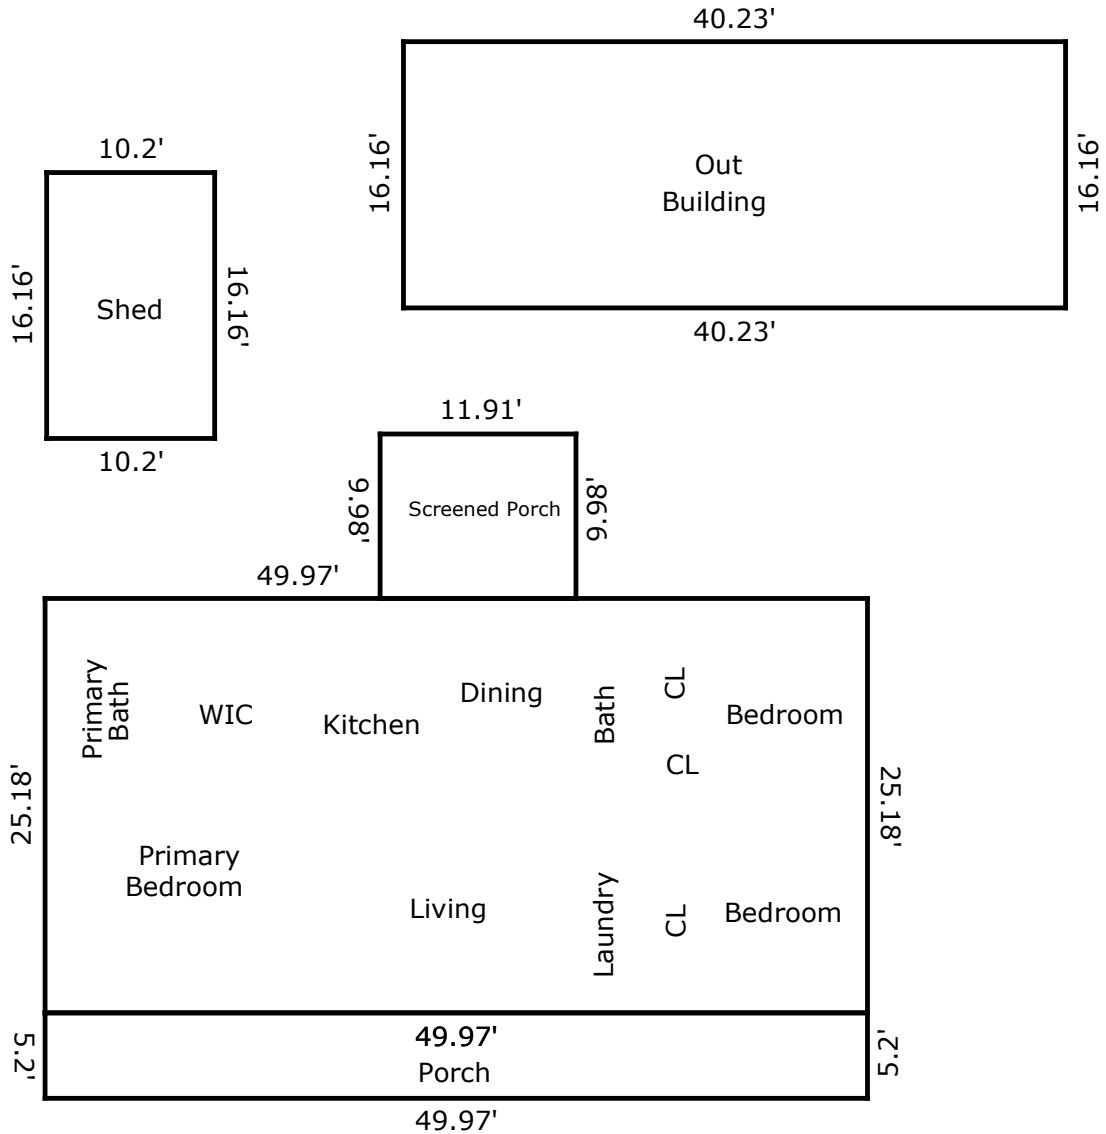 40.23'
16.16'
Out
Building
16.16'
40.23'
10.2'
16.16'
Shed
16.16'
10.2'
11.91'
9.98'
Screened Porch
9.98'
49.97'
Primary
Bath
WIC
Kitchen
Dining
Bath
CL
CL
Bedroom
25.18'
25.18'
Primary
Bedroom
Living
Laundry
CL
Bedroom
5.2'
49.97'
Porch
5.2'
49.97'